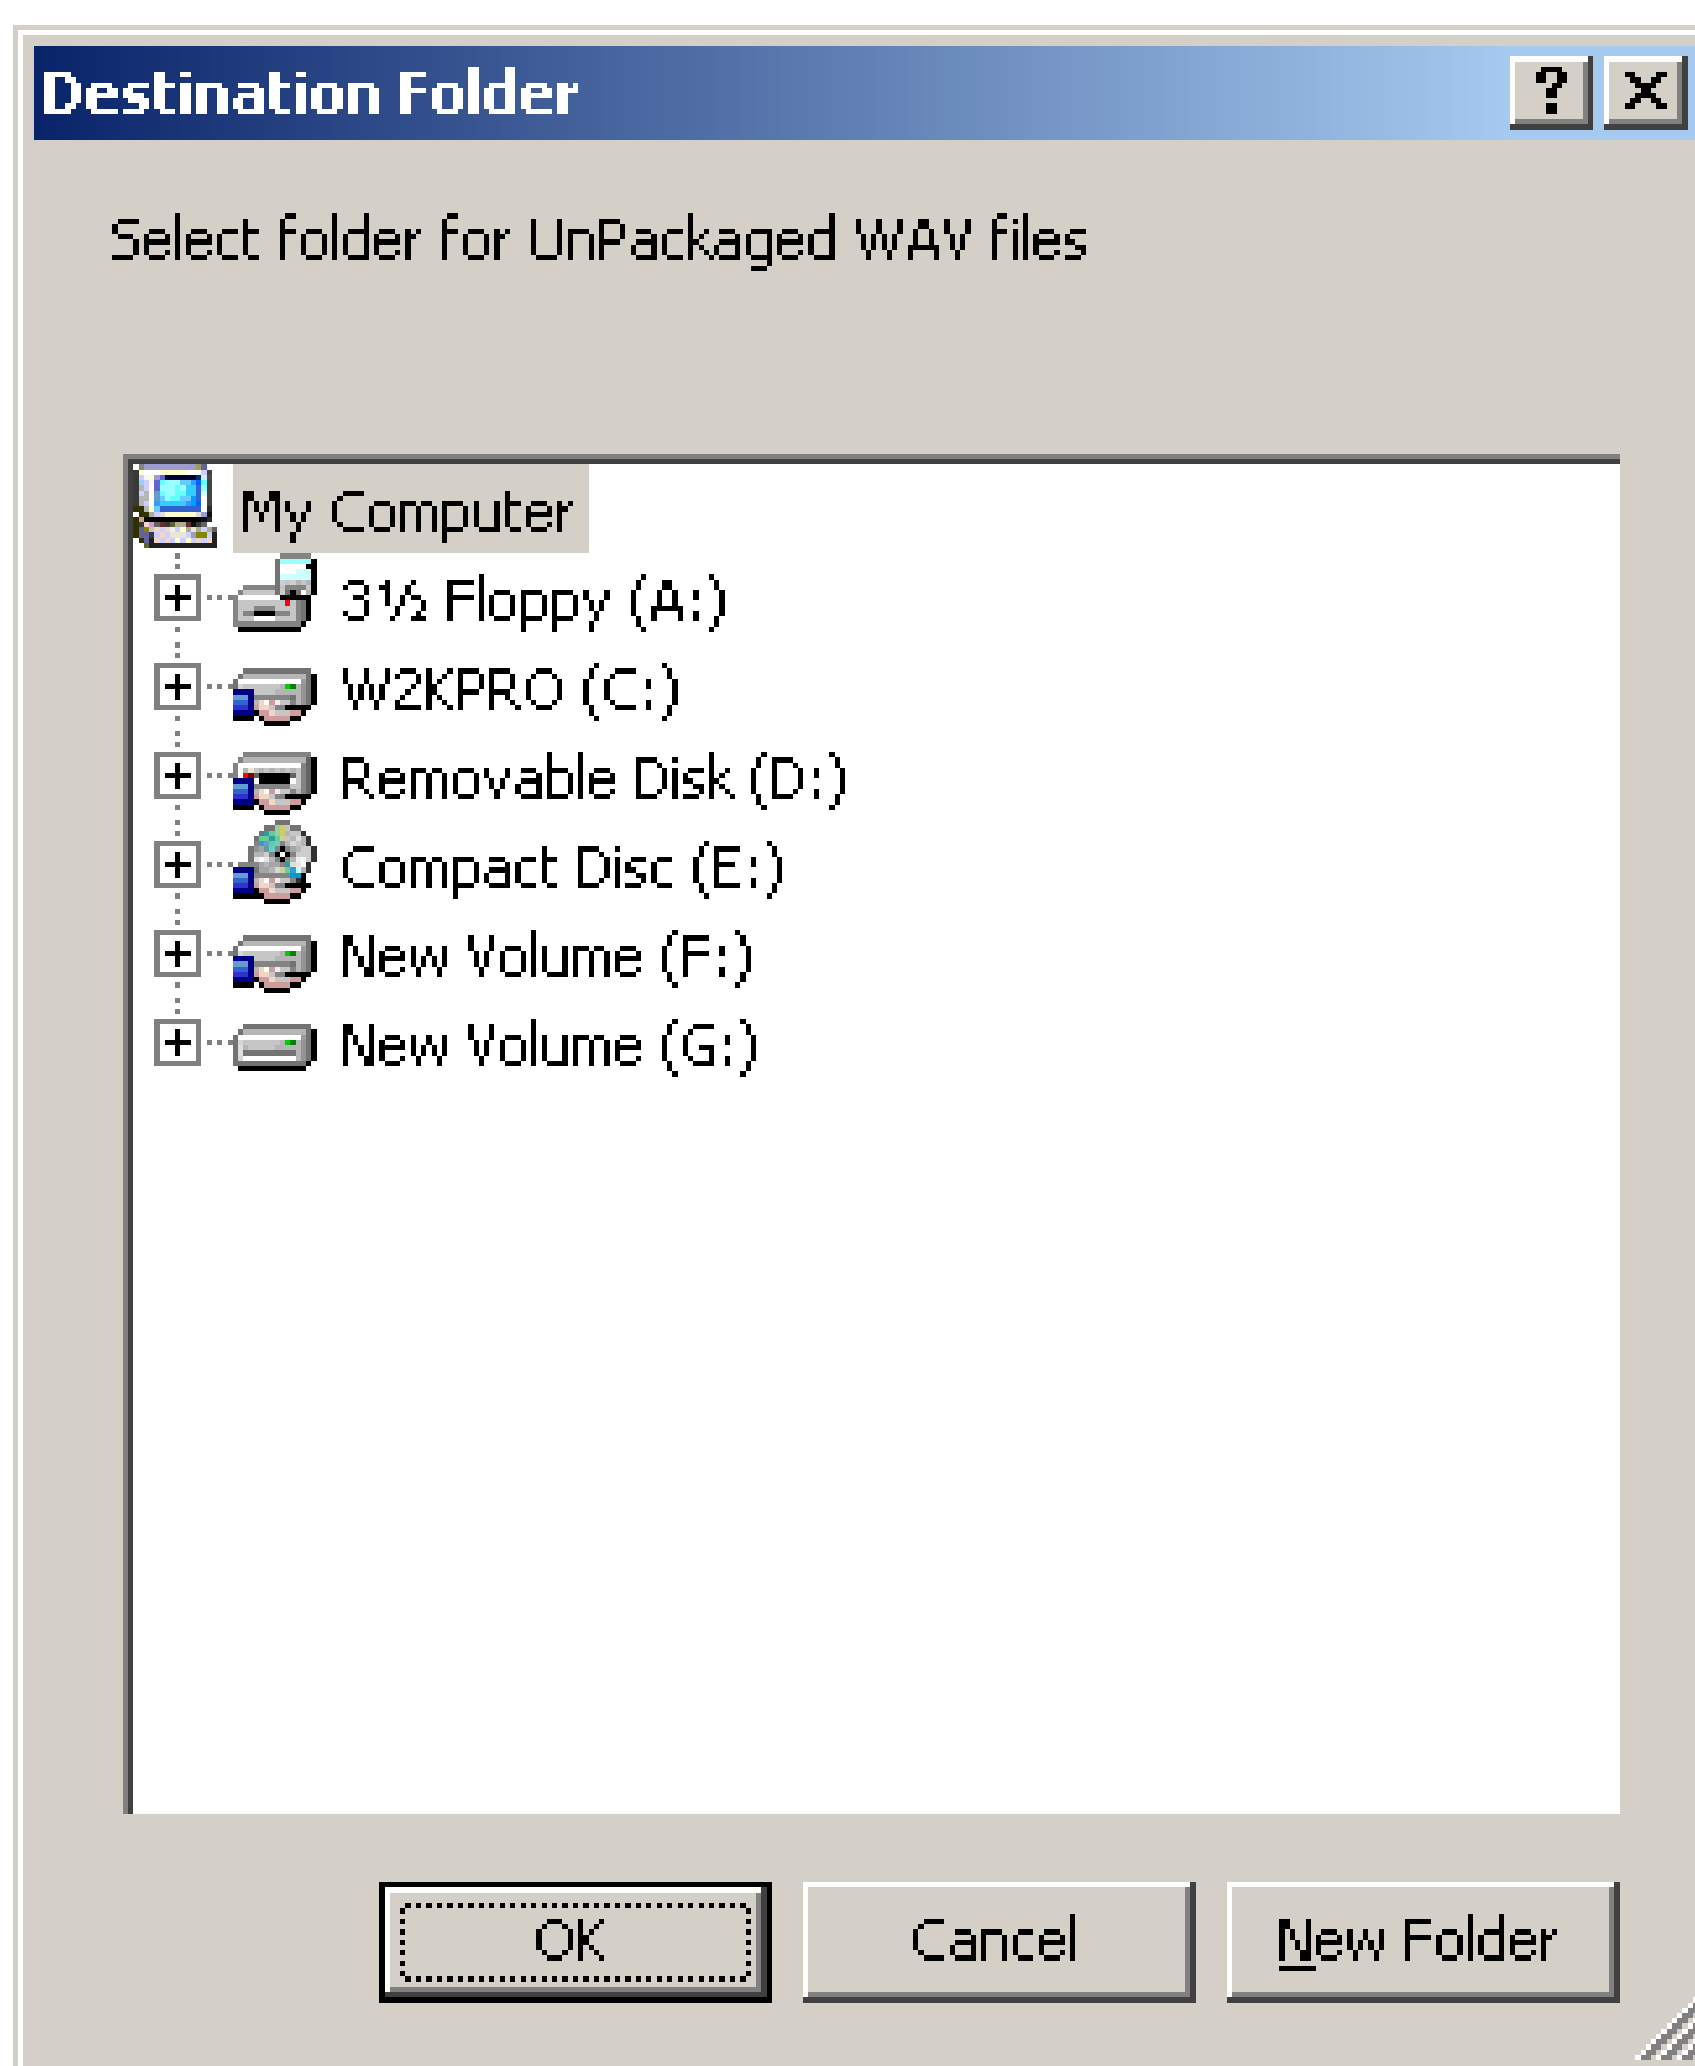 Destination Folder
Select folder for UnPackaged WAV files
My Computer
3½ Floppy (A:)
W2KPRO (C:)
Removable Disk (D:)
Compact Disc (E:)
New Volume (F:)
New Volume (G:)
OK Cancel New Folder